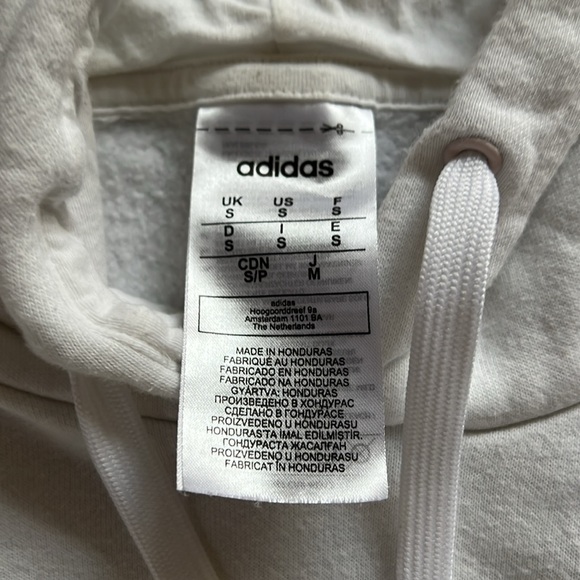 adidas
UK US F
S S S
D I E
S S S
CDN J
S/P M
adidas
Hoogoorddreef 9a
Amsterdam 1101 BA
The Netherlands
MADE IN HONDURAS
FABRIQUÉ AU HONDURAS
FABRICADO EN HONDURAS
FABRICADO NA HONDURAS
GYÁRTVA: HONDURAS
ПРОИЗВЕДЕНО В ХОНДУРАС
СДЕЛАНО В ГОНДУРАСЕ
PROIZVEDENO U HONDURASU
HONDURAS'TA İMAL EDİLMİŞTİR.
ГОНДУРАСТА ЖАСАЛҒАН
PROIZVEDENO U HONDURASU
FABRICAT ÎN HONDURAS